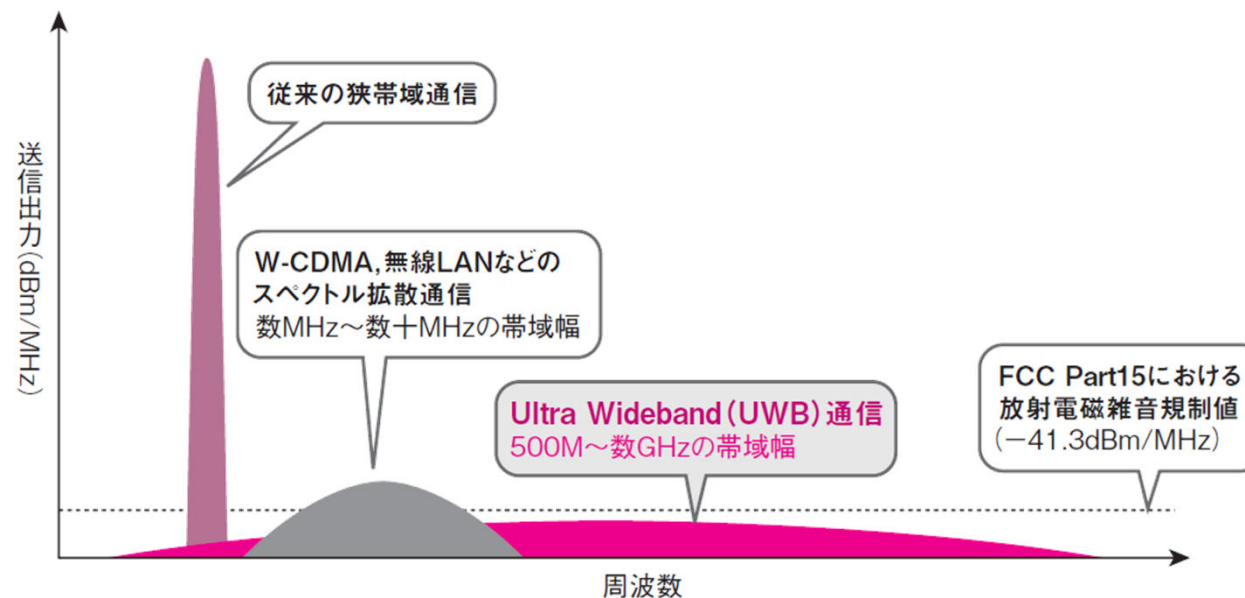 従来の狭帯域通信
送信出力(dBm/MHz)
W-CDMA,無線LANなどの
スペクトル拡散通信
数MHz～数十MHzの帯域幅
Ultra Wideband(UWB)通信
500M～数GHzの帯域幅
FCC Part15における
放射電磁雑音規制値
(－41.3dBm/MHz)
周波数